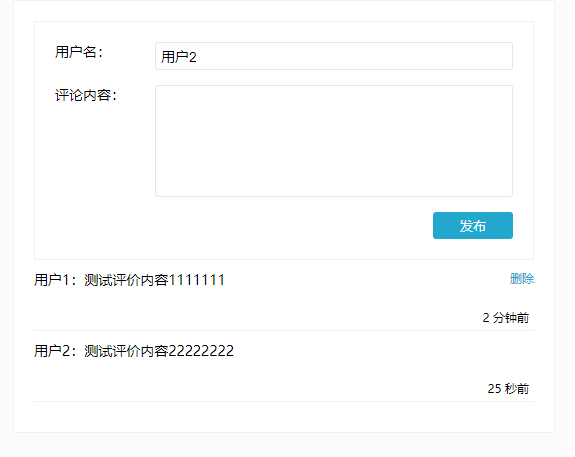 用户名：
用户2
评论内容：
发布
用户1：测试评价内容1111111
删除
2 分钟前
用户2：测试评价内容22222222
25 秒前